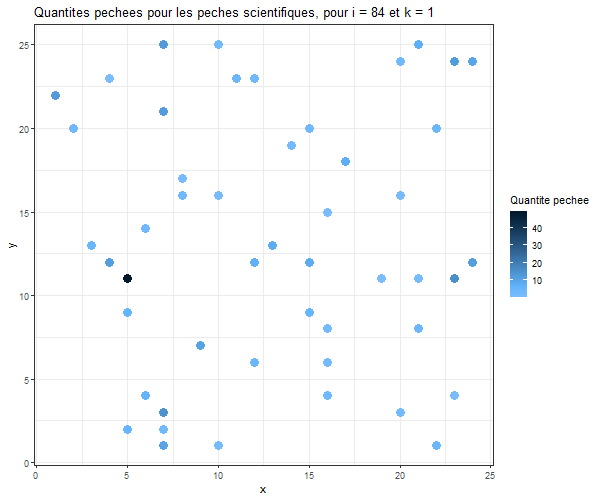 Quantites pechees pour les peches scientifiques, pour i = 84 et k = 1
25
20
15
10
5
0
y
0 5 10 15 20 25
x
Quantite pechee
40
30
20
10